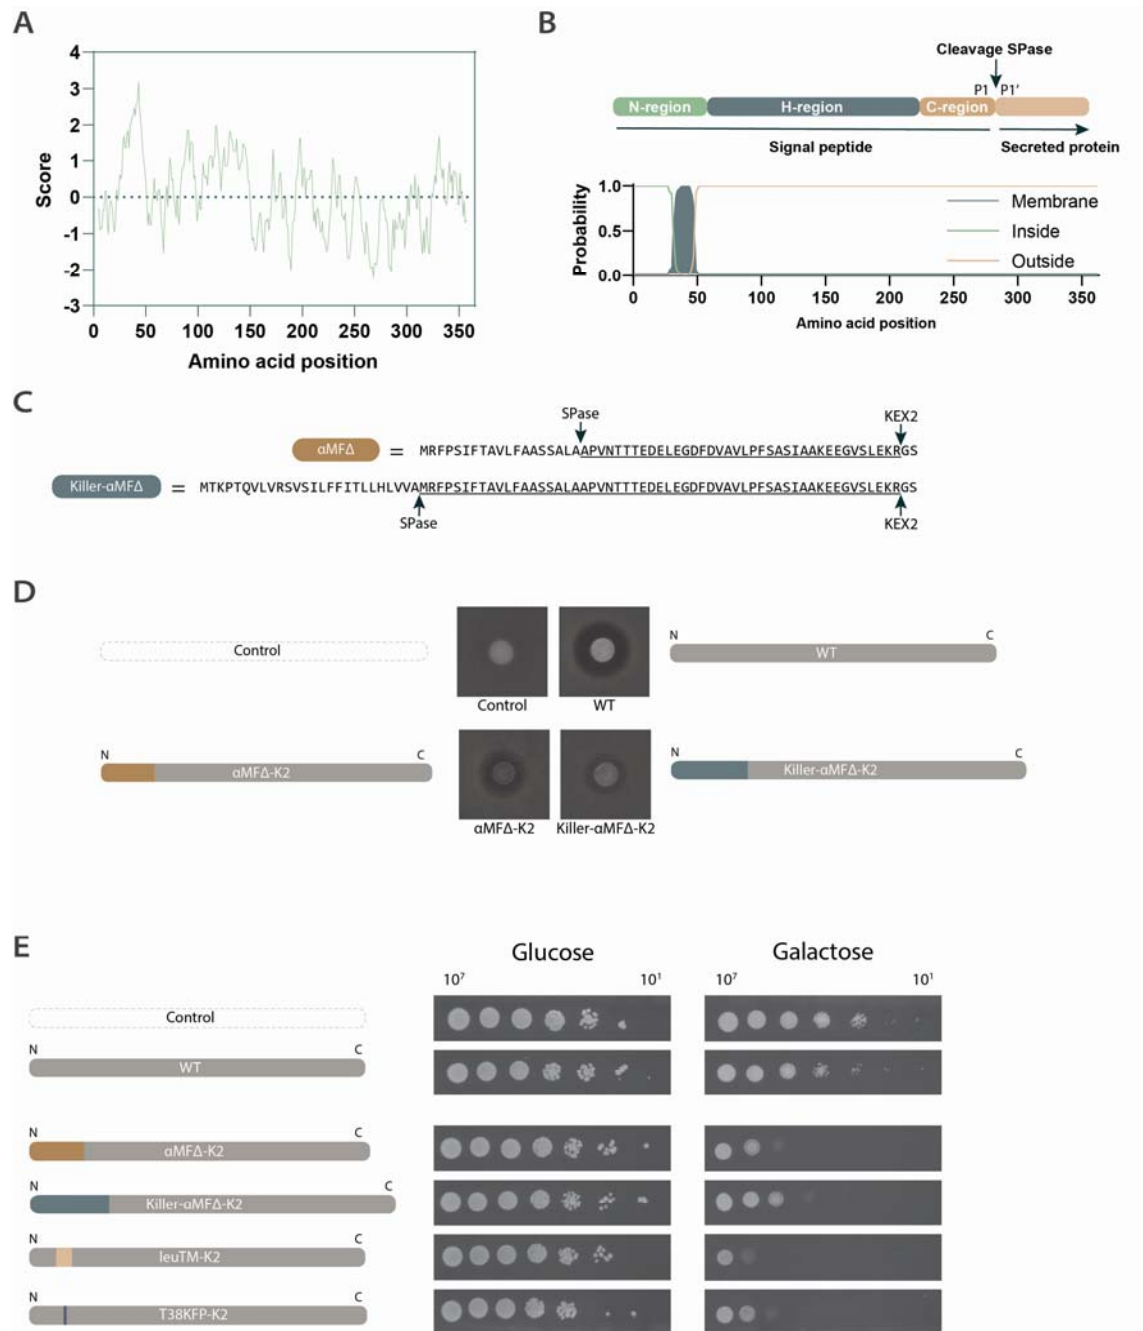 A
4
3
2
1
0
-1
-2
-3
Score
0 50 100 150 200 250 300 350
Amino acid position
B
Cleavage SPase
P1 P1′
N-region H-region C-region
Signal peptide Secreted protein
1.0
0.5
0.0
Probability
Membrane
Inside
Outside
0 50 100 150 200 250 300 350
Amino acid position
C
SPase KEX2
αMFΔ = MRFPSIFTAVLFAASSALAAPVNTTTEDELEGDFDVAVLPFSASIAAKEEGVSLEKRGS
Killer-αMFΔ = MTKPTQVLVRSVSILFFITLLHLVVAMRFPSIFTAVLFAASSALAAPVNTTTEDELEGDFDVAVLPFSASIAAKEEGVSLEKRGS
SPase KEX2
D
Control
N C
WT
Control WT
N C
αMFΔ-K2
N C
Killer-αMFΔ-K2
αMFΔ-K2 Killer-αMFΔ-K2
E
Glucose Galactose
10⁷ 10¹ 10⁷ 10¹
Control
N C
WT
N C
αMFΔ-K2
N C
Killer-αMFΔ-K2
N C
leuTM-K2
N C
T38KFP-K2